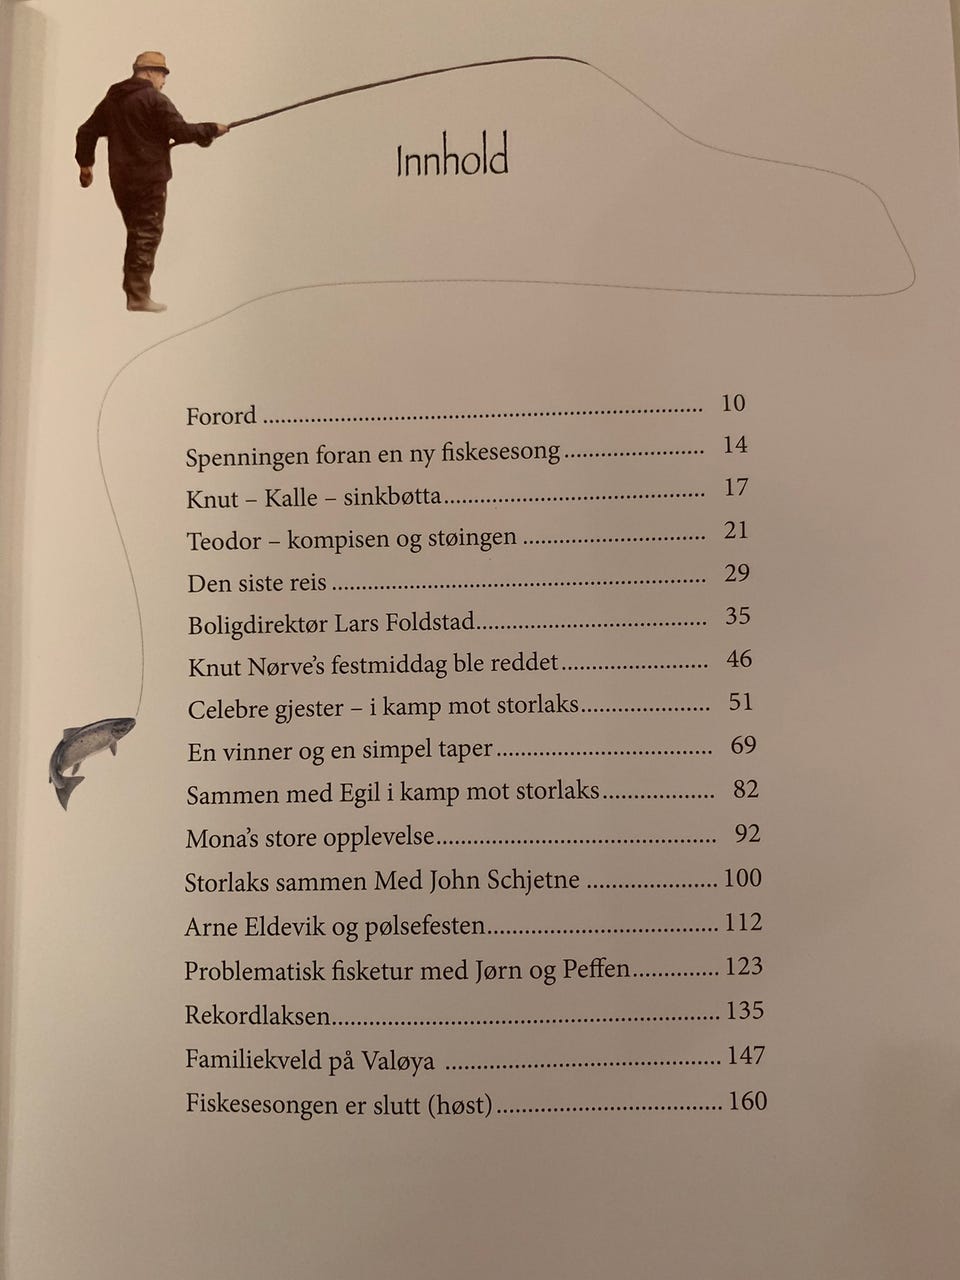 Innhold
Forord ........................................................................ 10
Spenningen foran en ny fiskesesong....................... 14
Knut – Kalle – sinkbøtta........................................... 17
Teodor – kompisen og støingen .............................. 21
Den siste reis ............................................................. 29
Boligdirektør Lars Foldstad...................................... 35
Knut Nørve’s festmiddag ble reddet........................ 46
Celebre gjester – i kamp mot storlaks..................... 51
En vinner og en simpel taper................................... 69
Sammen med Egil i kamp mot storlaks.................. 82
Mona’s store opplevelse............................................. 92
Storlaks sammen Med John Schjetne ..................... 100
Arne Eldevik og pølsefesten..................................... 112
Problematisk fisketur med Jørn og Peffen.............. 123
Rekordlaksen............................................................... 135
Familiekveld på Valøya ............................................ 147
Fiskesesongen er slutt (høst).................................... 160